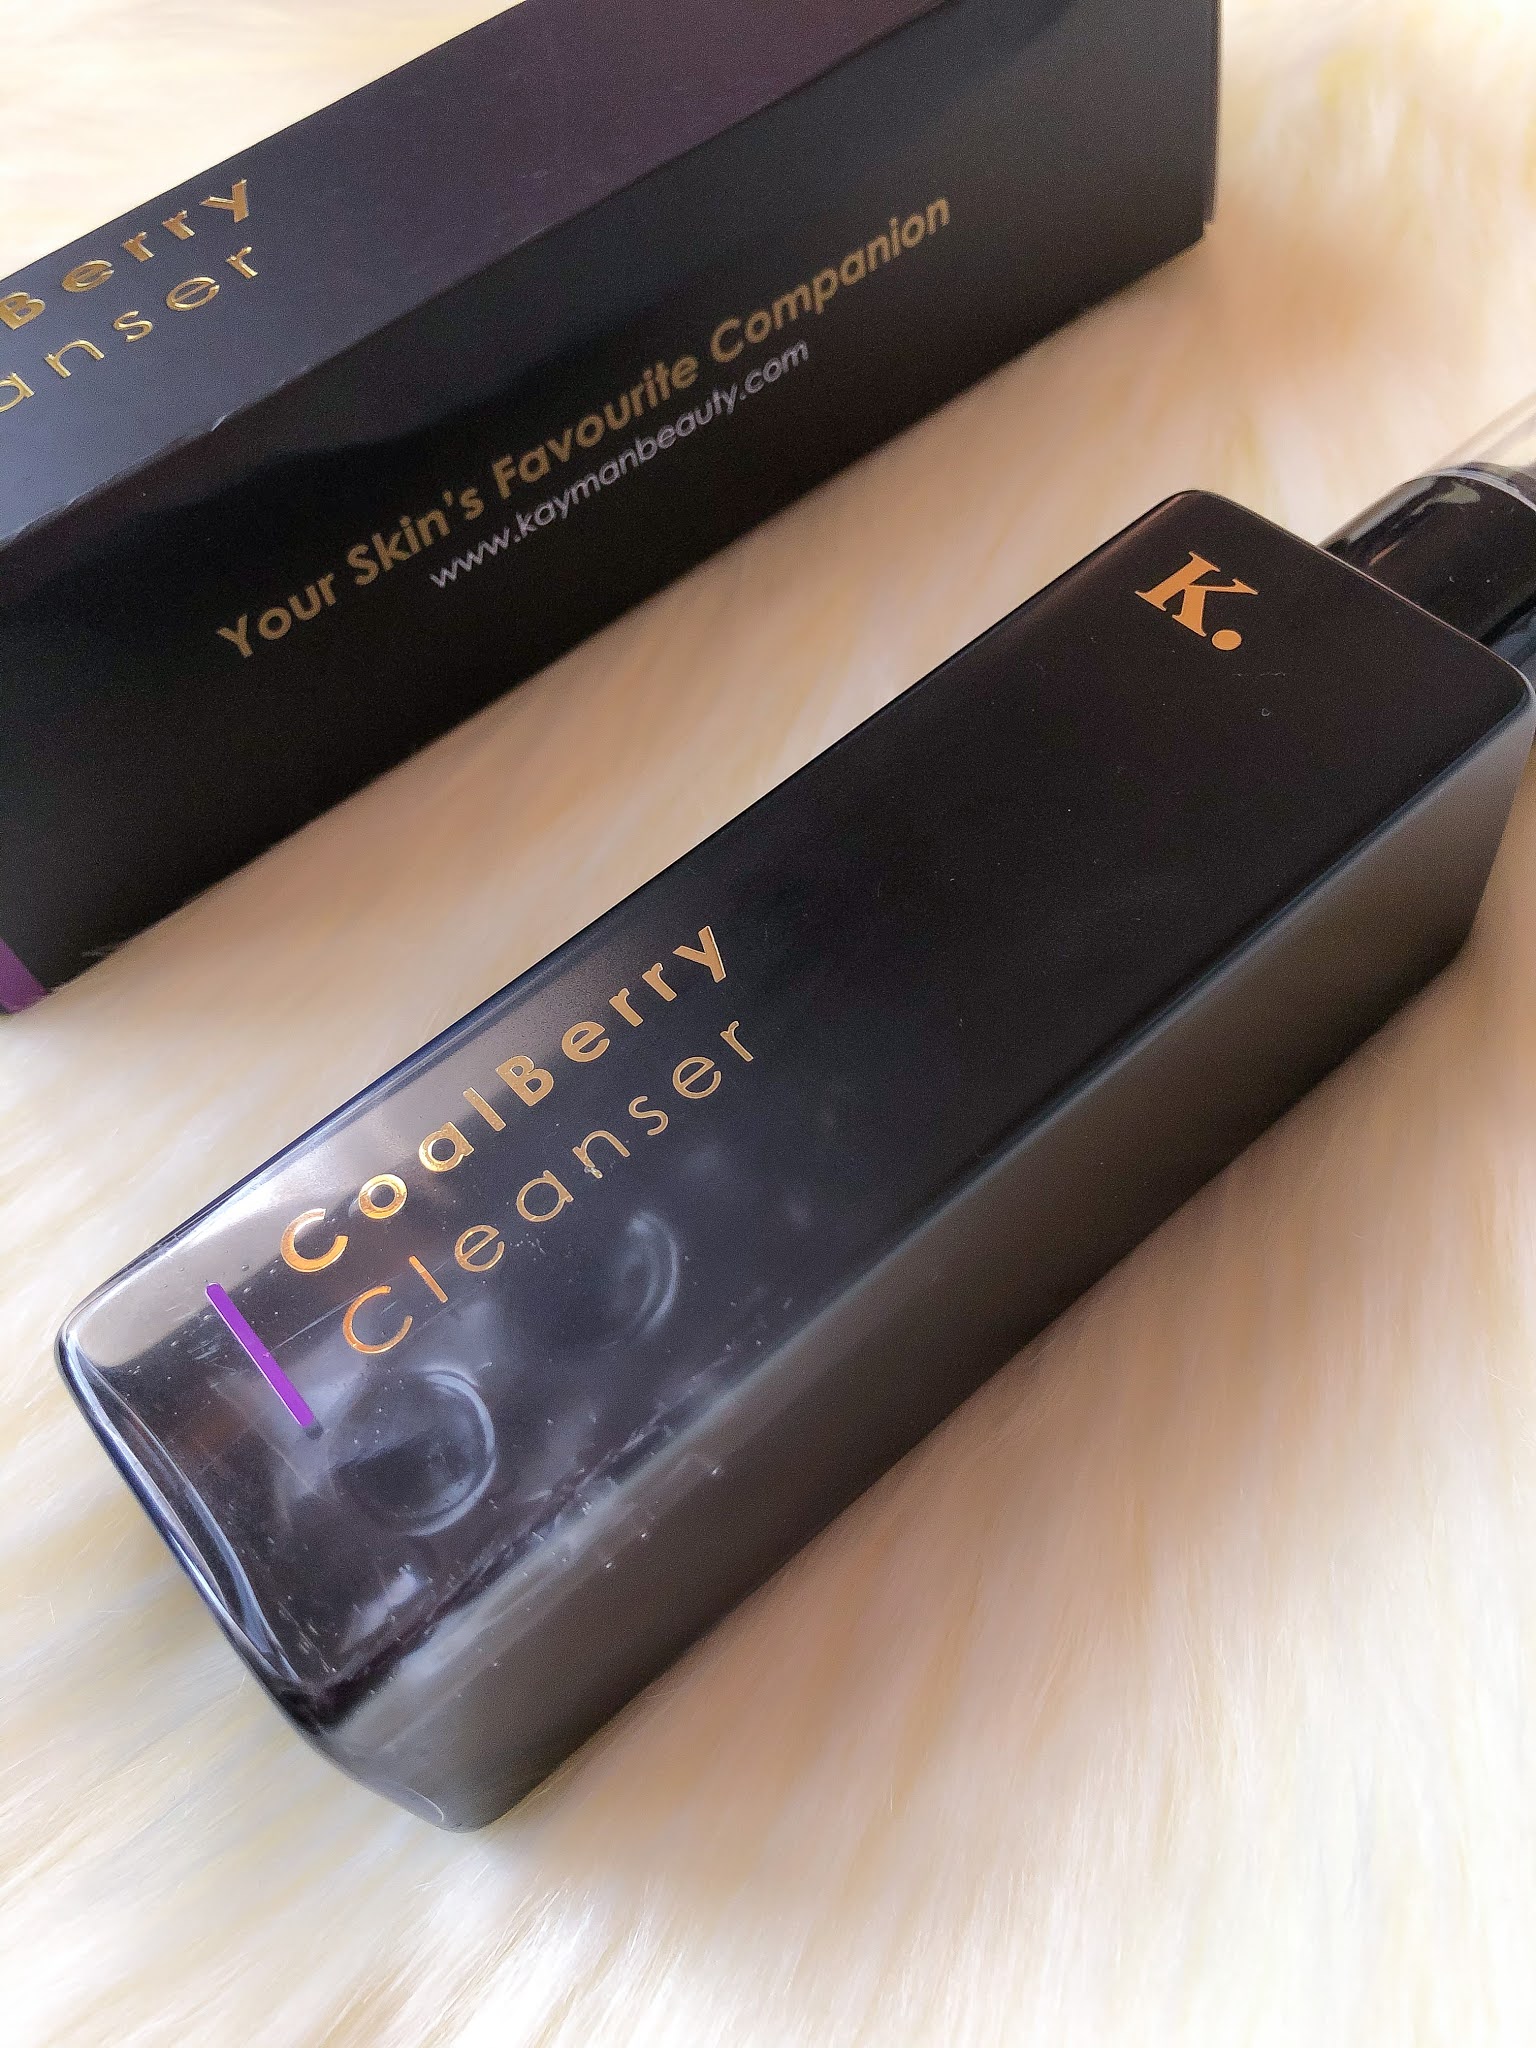 Berry
anser
Your Skin's Favourite Companion
www.kaymanbeauty.com
K.
CoalBerry
Cleanser